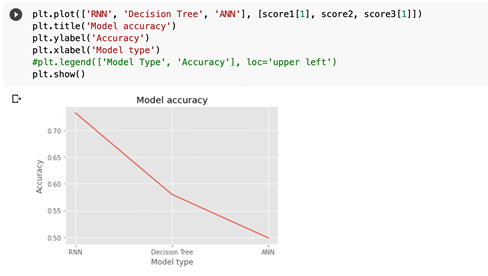 plt.plot(['RNN', 'Decision Tree', 'ANN'], [score1[1], score2, score3[1]])
plt.title('Model accuracy')
plt.ylabel('Accuracy')
plt.xlabel('Model type')
#plt.legend(['Model Type', 'Accuracy'], loc='upper left')
plt.show()
Model accuracy
0.70
0.65
0.60
0.55
0.50
Accuracy
RNN Decision Tree ANN
Model type